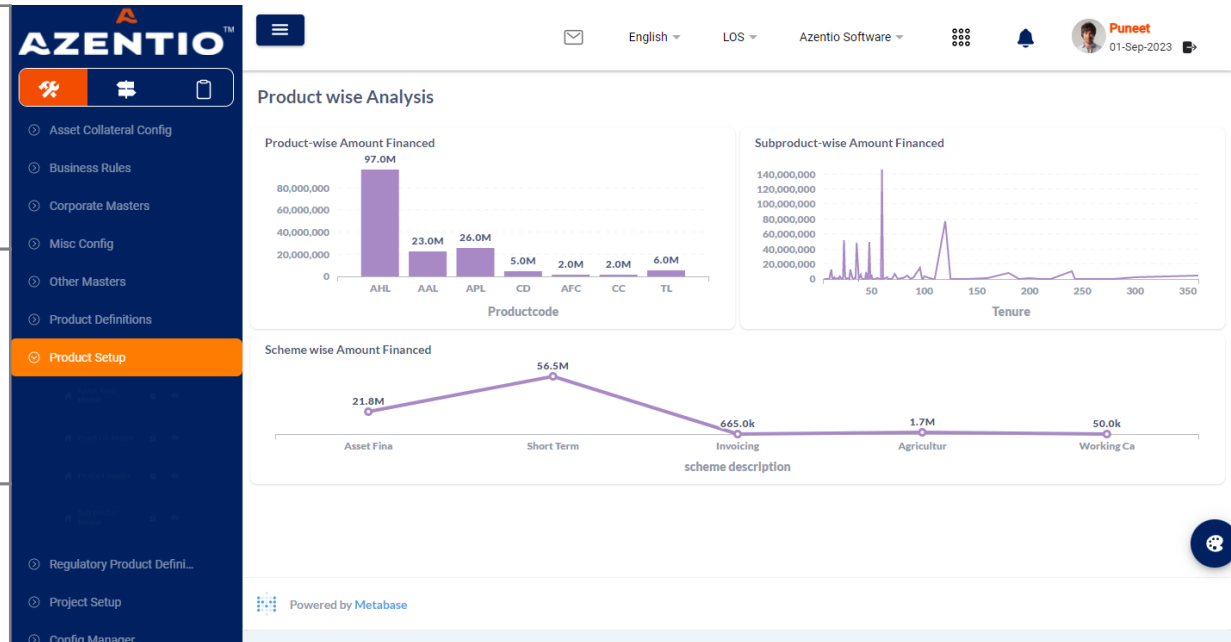 AZENTIO™
English
LOS
Azentio Software
Puneet
01-Sep-2023
Asset Collateral Config
Business Rules
Corporate Masters
Misc Config
Other Masters
Product Definitions
Product Setup
Regulatory Product Defini...
Project Setup
Config Manager
Product wise Analysis
Product-wise Amount Financed
97.0M
80,000,000
60,000,000
40,000,000
20,000,000
0
23.0M
26.0M
5.0M
2.0M
2.0M
6.0M
AHL
AAL
APL
CD
AFC
CC
TL
Productcode
Subproduct-wise Amount Financed
140,000,000
120,000,000
100,000,000
80,000,000
60,000,000
40,000,000
20,000,000
0
50
100
150
200
250
300
350
Tenure
Scheme wise Amount Financed
21.8M
56.5M
665.0k
1.7M
50.0k
Asset Fina
Short Term
Invoicing
Agricultur
Working Ca
scheme description
Powered by Metabase